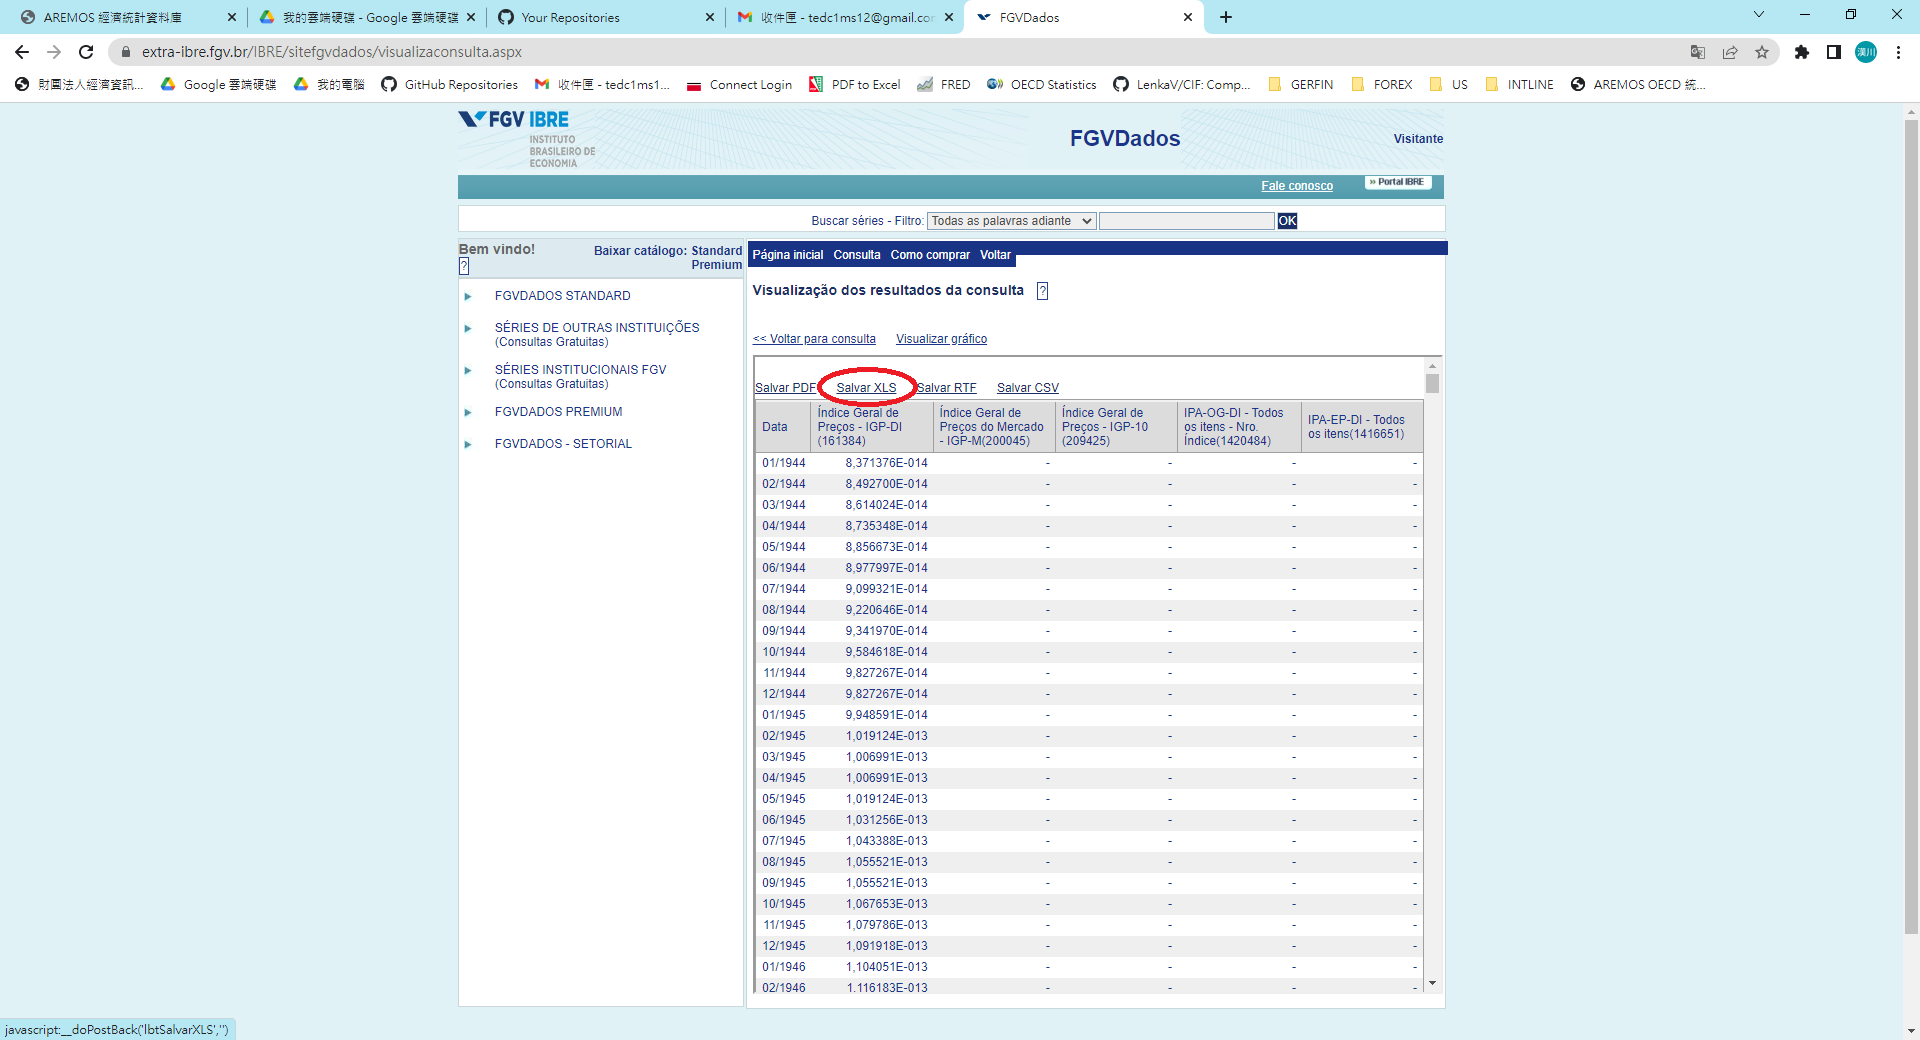 AREMOS 經濟統計資料庫
我的雲端硬碟 - Google 雲端硬碟
Your Repositories
收件匣 - tedc1ms12@gmail.com
FGVDados
extra-ibre.fgv.br/IBRE/sitefgvdados/visualizaconsulta.aspx
漢川
財團法人經濟資訊...
Google 雲端硬碟
我的電腦
GitHub Repositories
收件匣 - tedc1ms1...
Connect Login
PDF to Excel
FRED
OECD Statistics
LenkaV/CIF: Comp...
GERFIN
FOREX
US
INTLINE
AREMOS OECD 統...
FGV IBRE
INSTITUTO
BRASILEIRO DE
ECONOMIA
FGVDados
Visitante
Fale conosco
» Portal IBRE
Buscar séries - Filtro:
Todas as palavras adiante
OK
Bem vindo!
?
Baixar catálogo: Standard
Premium
FGVDADOS STANDARD
SÉRIES DE OUTRAS INSTITUIÇÕES
(Consultas Gratuitas)
SÉRIES INSTITUCIONAIS FGV
(Consultas Gratuitas)
FGVDADOS PREMIUM
FGVDADOS - SETORIAL
Página inicial Consulta Como comprar Voltar
Visualização dos resultados da consulta ?
<< Voltar para consulta Visualizar gráfico
Salvar PDF Salvar XLS Salvar RTF Salvar CSV
Data
Índice Geral de
Preços - IGP-DI
(161384)
Índice Geral de
Preços do Mercado
- IGP-M(200045)
Índice Geral de
Preços - IGP-10
(209425)
IPA-OG-DI - Todos
os itens - Nro.
Índice(1420484)
IPA-EP-DI - Todos
os itens(1416651)
01/1944 8,371376E-014 - - - -
02/1944 8,492700E-014 - - - -
03/1944 8,614024E-014 - - - -
04/1944 8,735348E-014 - - - -
05/1944 8,856673E-014 - - - -
06/1944 8,977997E-014 - - - -
07/1944 9,099321E-014 - - - -
08/1944 9,220646E-014 - - - -
09/1944 9,341970E-014 - - - -
10/1944 9,584618E-014 - - - -
11/1944 9,827267E-014 - - - -
12/1944 9,827267E-014 - - - -
01/1945 9,948591E-014 - - - -
02/1945 1,019124E-013 - - - -
03/1945 1,006991E-013 - - - -
04/1945 1,006991E-013 - - - -
05/1945 1,019124E-013 - - - -
06/1945 1,031256E-013 - - - -
07/1945 1,043388E-013 - - - -
08/1945 1,055521E-013 - - - -
09/1945 1,055521E-013 - - - -
10/1945 1,067653E-013 - - - -
11/1945 1,079786E-013 - - - -
12/1945 1,091918E-013 - - - -
01/1946 1,104051E-013 - - - -
02/1946 1,116183E-013 - - - -
javascript:__doPostBack('lbtSalvarXLS','')